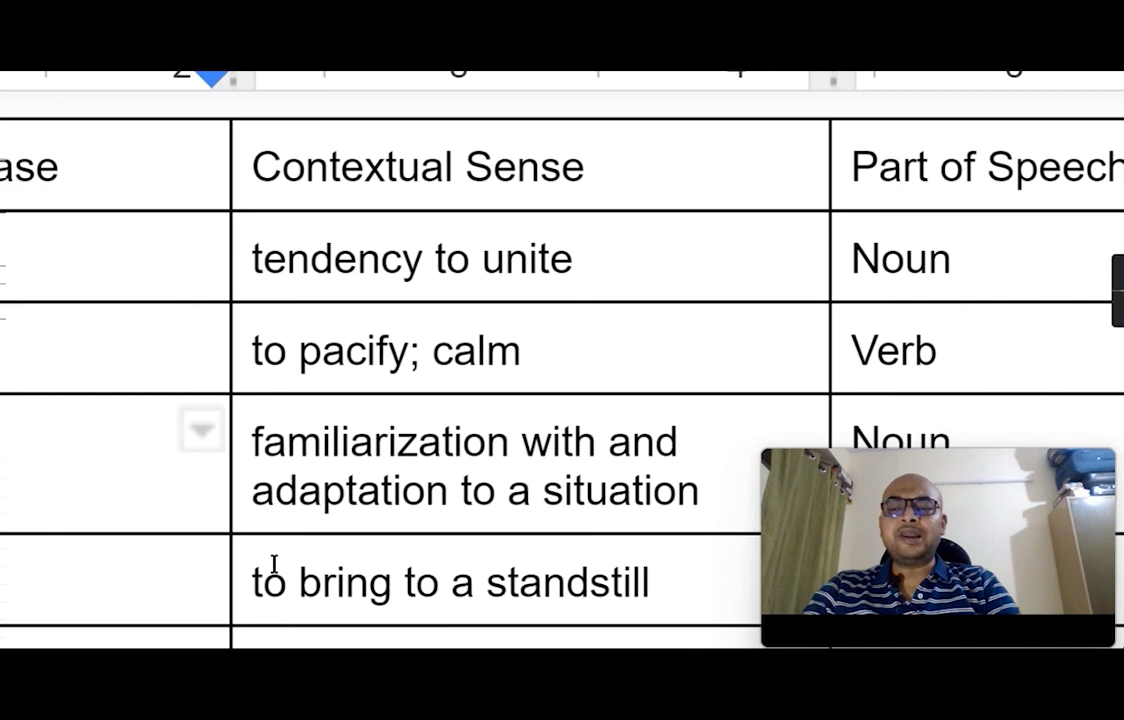 ase Contextual Sense Part of Speech
tendency to unite Noun
to pacify; calm Verb
familiarization with and Noun
adaptation to a situation
to bring to a standstill